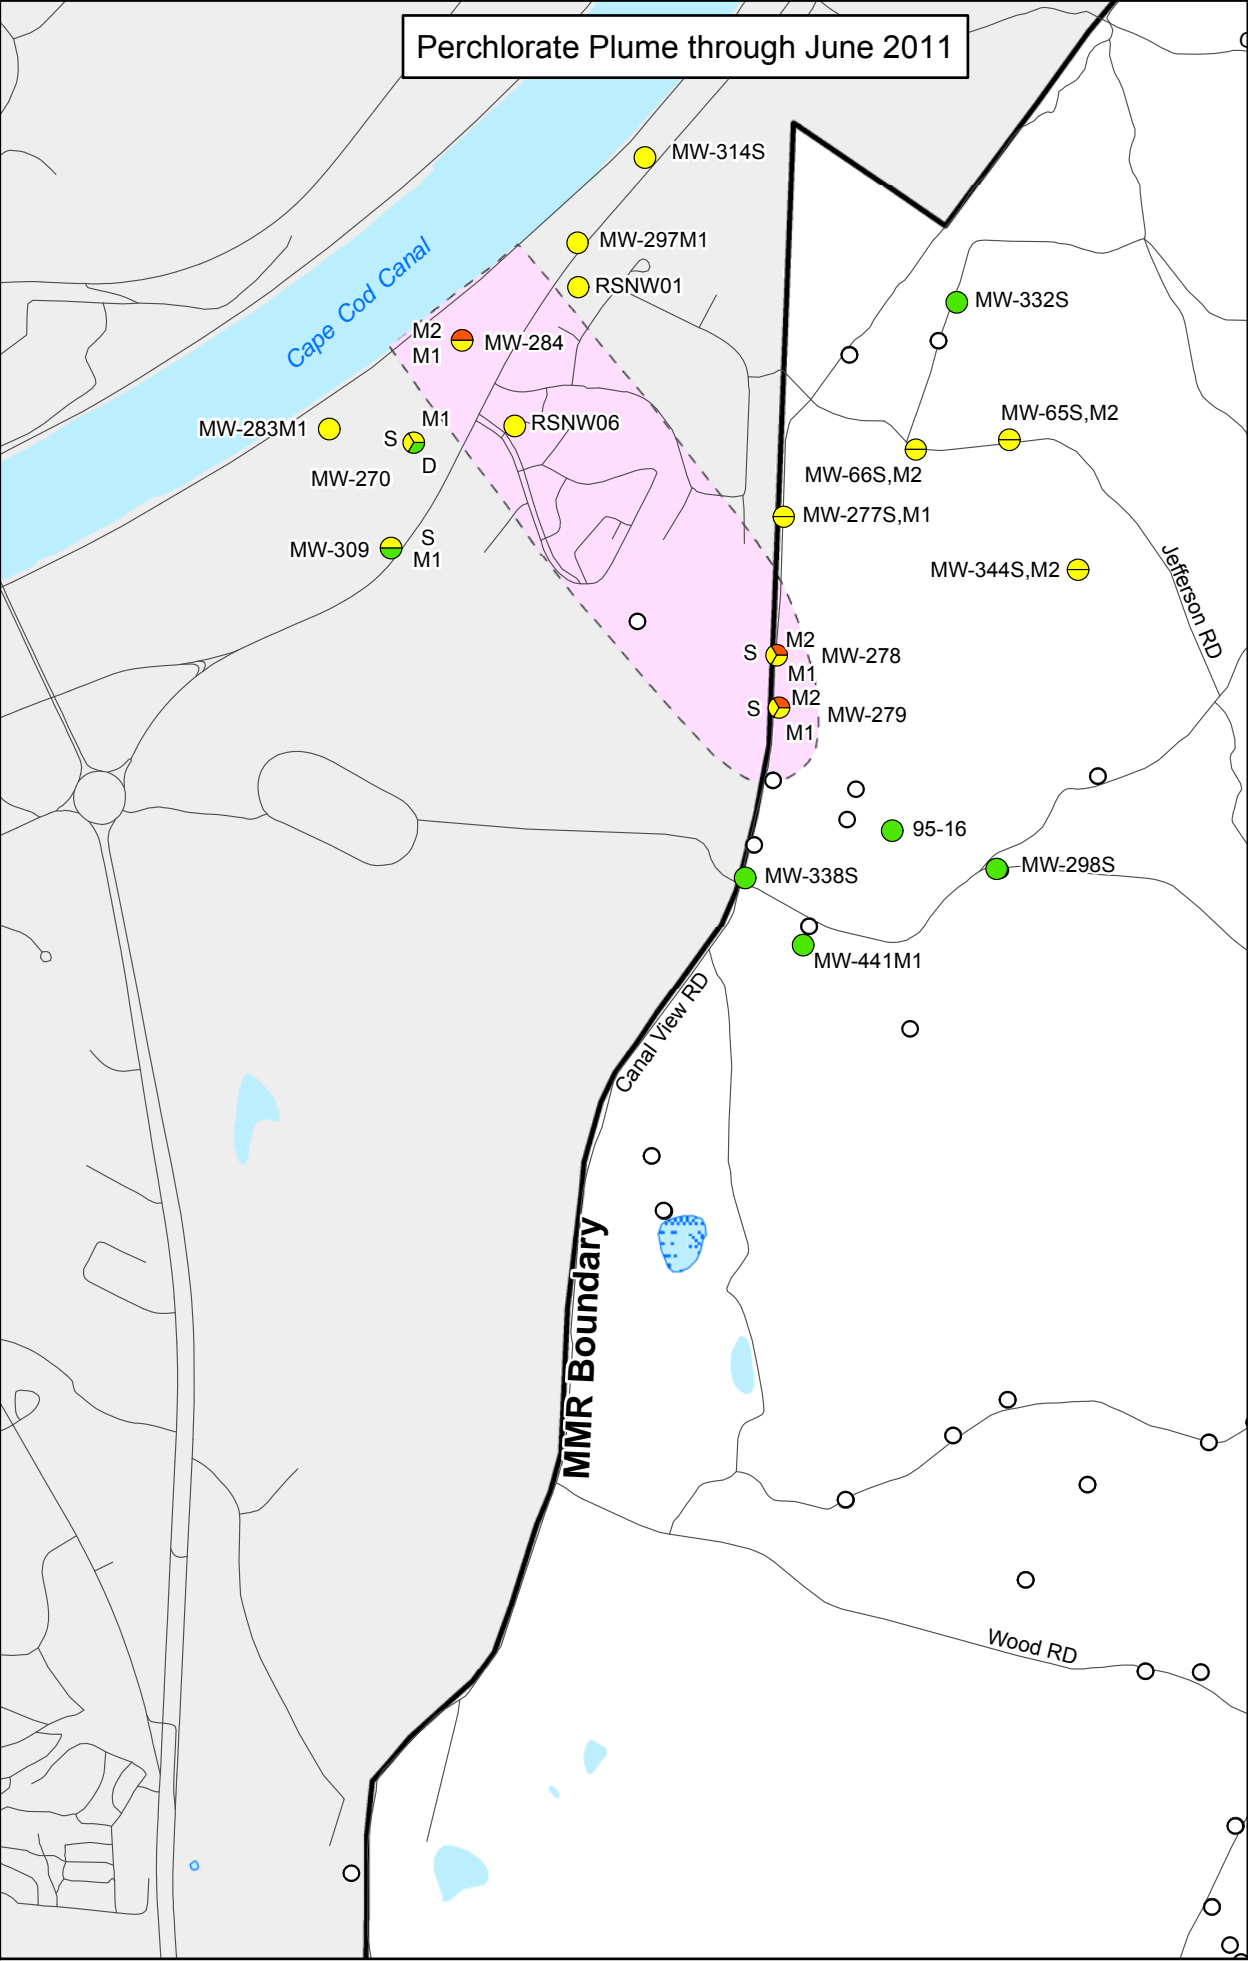 Perchlorate Plume through June 2011
MW-314S
MW-297M1
Cape Cod Canal
RSNW01
MW-332S
M2
M1
MW-284
MW-65S,M2
MW-283M1
M1
S
D
RSNW06
MW-270
MW-66S,M2
MW-277S,M1
MW-309
S
M1
MW-344S,M2
Jefferson RD
S
M2
M1
MW-278
S
M2
M1
MW-279
95-16
MW-298S
MW-338S
MW-441M1
Canal View RD
MMR Boundary
Wood RD